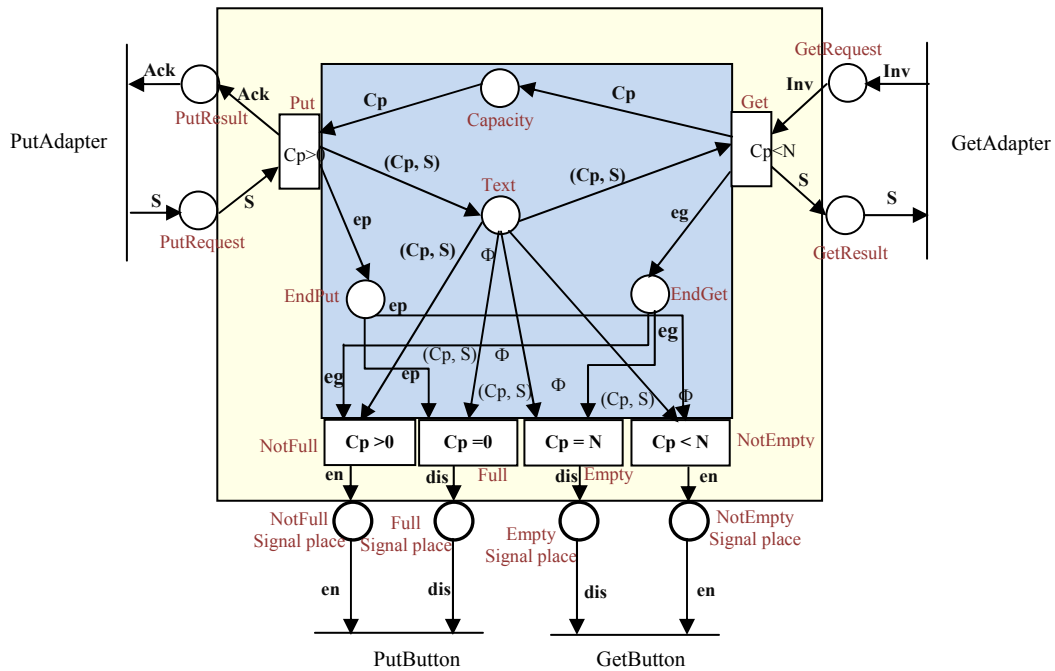 GetRequest
Ack
Inv
Inv
Ack
Put
Cp
Cp
Get
PutResult
Capacity
PutAdapter
GetAdapter
Cp>0
Cp<N
(Cp, S)
(Cp, S)
Text
S
S
S
S
ep
eg
PutRequest
GetResult
(Cp, S)
Φ
EndPut
EndGet
ep
eg
(Cp, S)
Φ
eg
ep
(Cp, S)
Φ
(Cp, S)
Φ
NotFull
Cp >0
Cp =0
Cp = N
Cp < N
NotEmpty
en
dis
Full
dis
Empty
en
NotFull
Signal place
Full
Signal place
Empty
Signal place
NotEmpty
Signal place
en
dis
dis
en
PutButton
GetButton